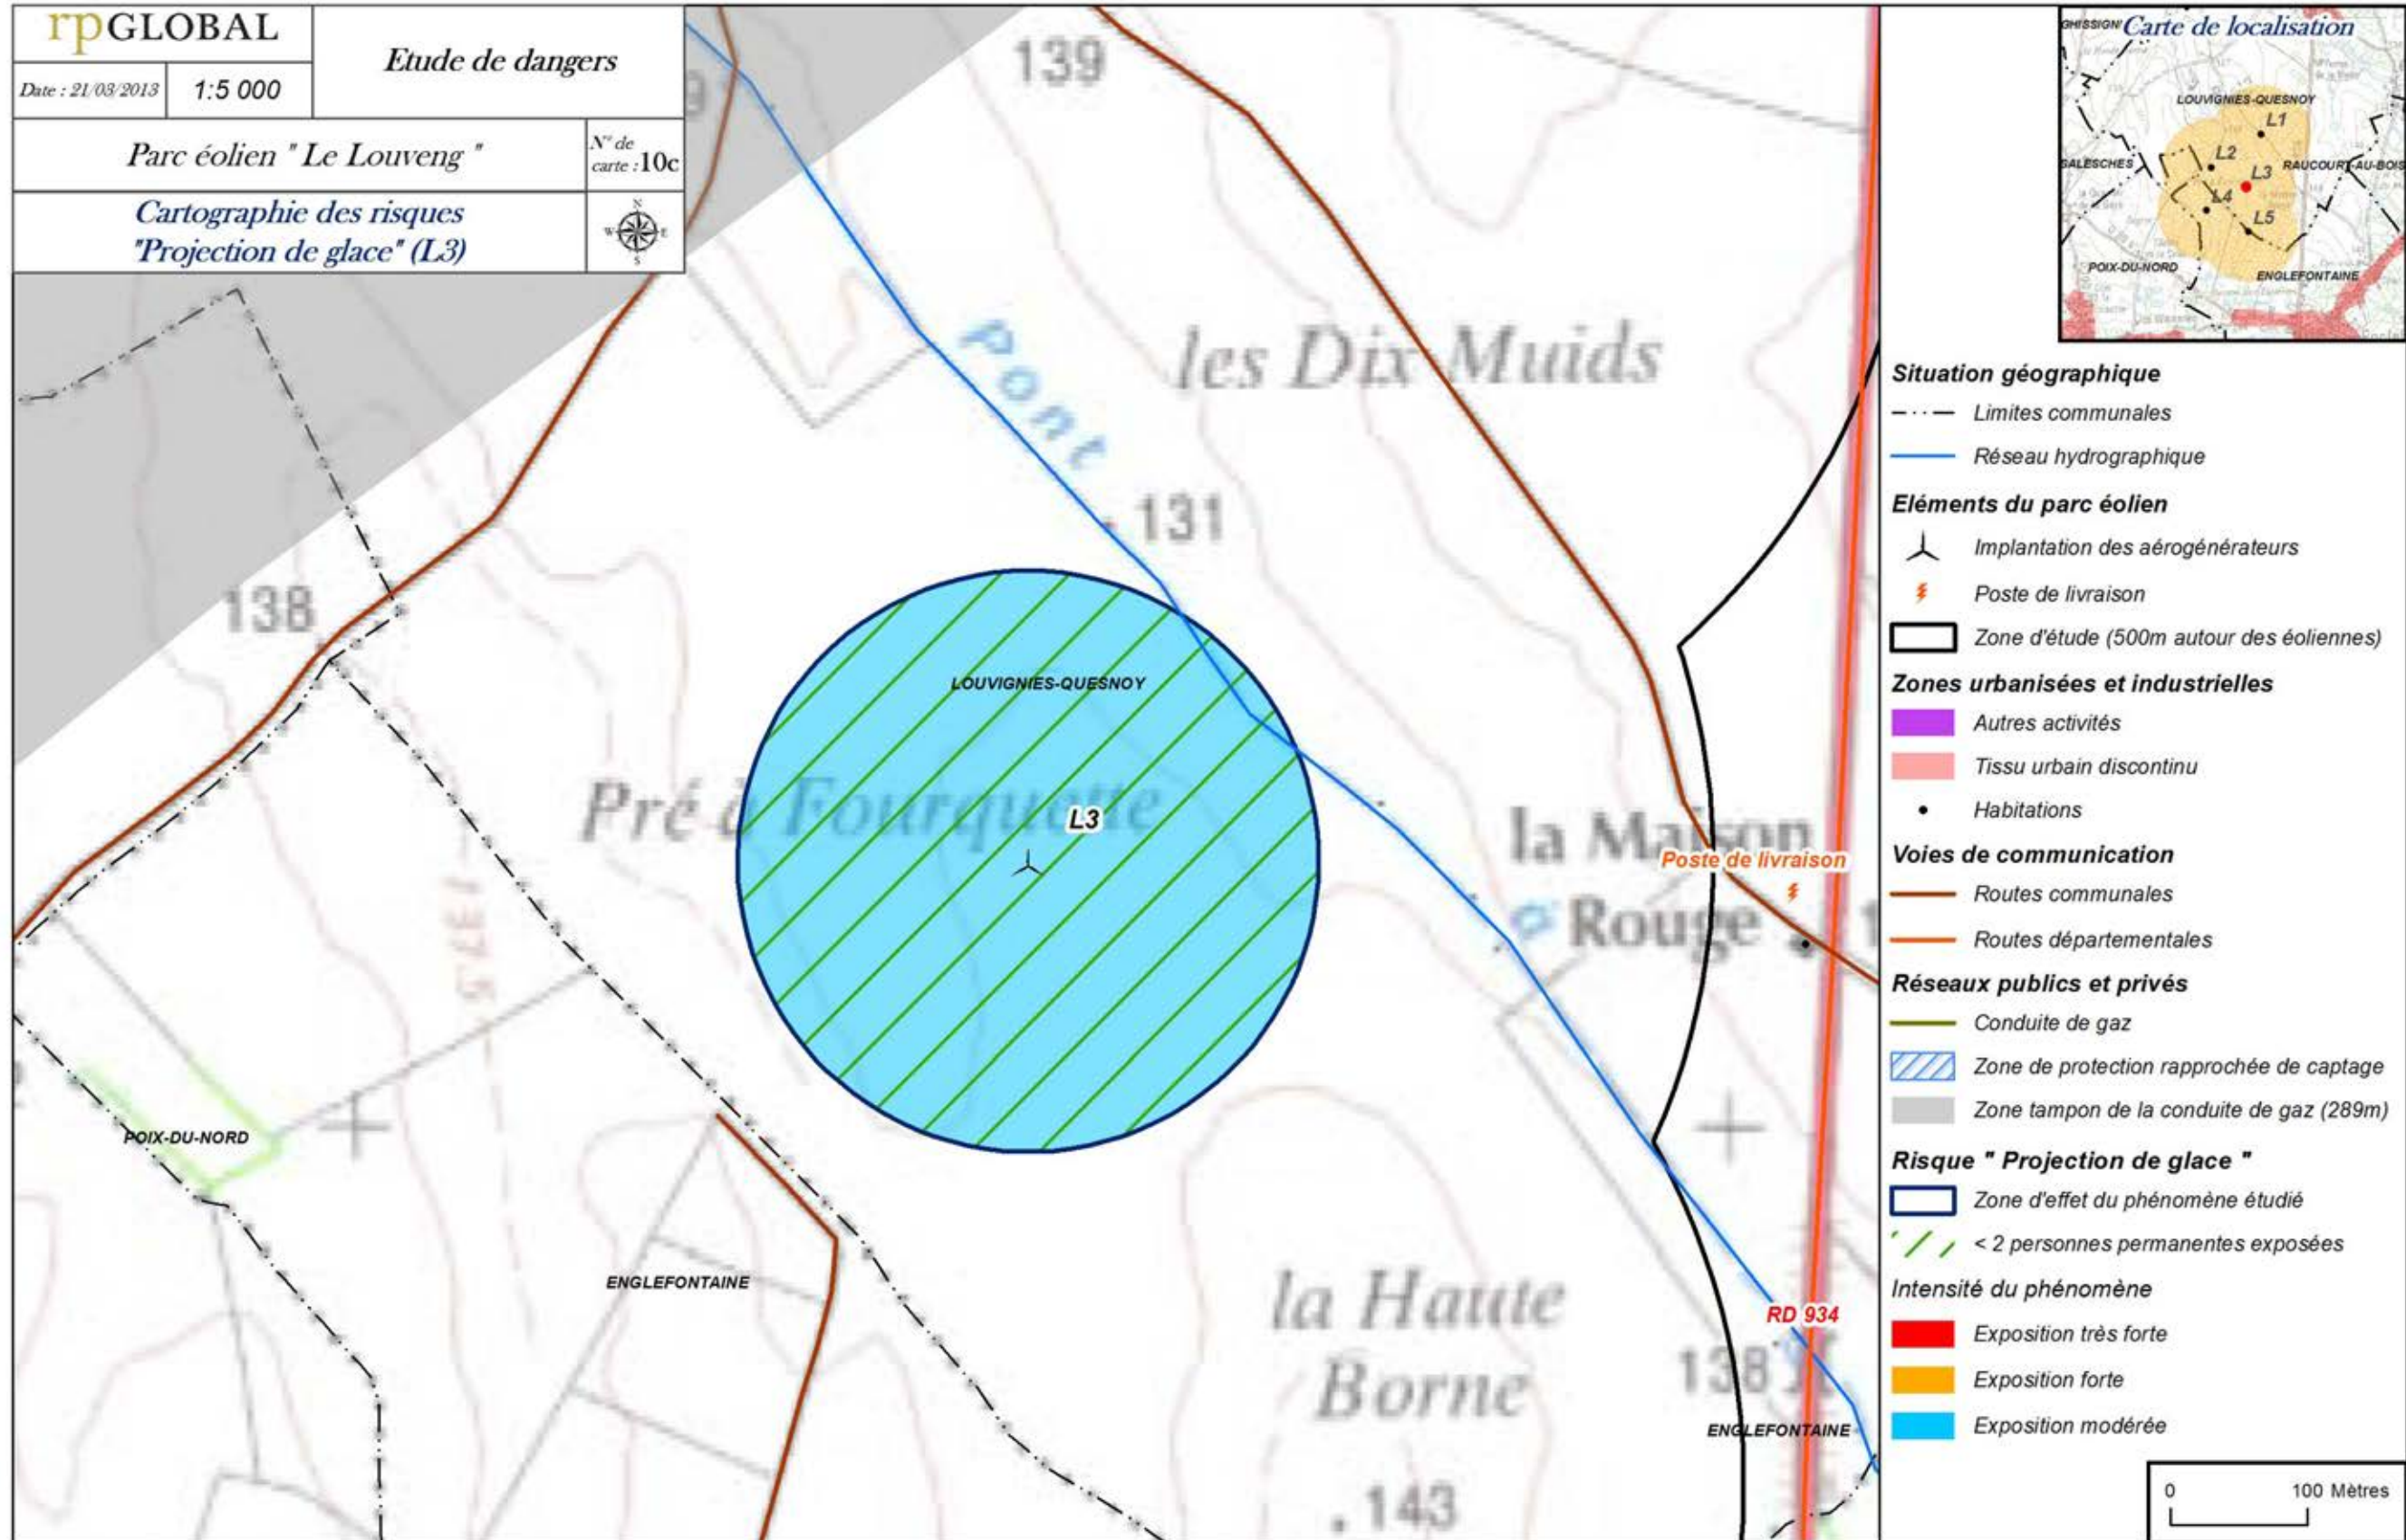 rpGLOBAL
Date : 21/03/2013
1:5 000
Etude de dangers
Parc éolien " Le Louveng "
N° de
carte : 10c
Cartographie des risques
"Projection de glace" (L3)
N
W E
S
139
les Dix Muids
Pont
131
138
LOUVIGNIES-QUESNOY
Pré à Fourquette
L3
la Maison
Poste de livraison
Rouge
137,5
POIX-DU-NORD
ENGLEFONTAINE
la Haute
Borne
RD 934
138
ENGLEFONTAINE
143
Carte de localisation
LOUVIGNIES-QUESNOY
L1
L2
SALESCHES
RAUCOURT-AU-BOIS
L3
L4
L5
POIX-DU-NORD
ENGLEFONTAINE
Situation géographique
Limites communales
Réseau hydrographique
Eléments du parc éolien
Implantation des aérogénérateurs
Poste de livraison
Zone d'étude (500m autour des éoliennes)
Zones urbanisées et industrielles
Autres activités
Tissu urbain discontinu
Habitations
Voies de communication
Routes communales
Routes départementales
Réseaux publics et privés
Conduite de gaz
Zone de protection rapprochée de captage
Zone tampon de la conduite de gaz (289m)
Risque " Projection de glace "
Zone d'effet du phénomène étudié
< 2 personnes permanentes exposées
Intensité du phénomène
Exposition très forte
Exposition forte
Exposition modérée
0 100 Mètres